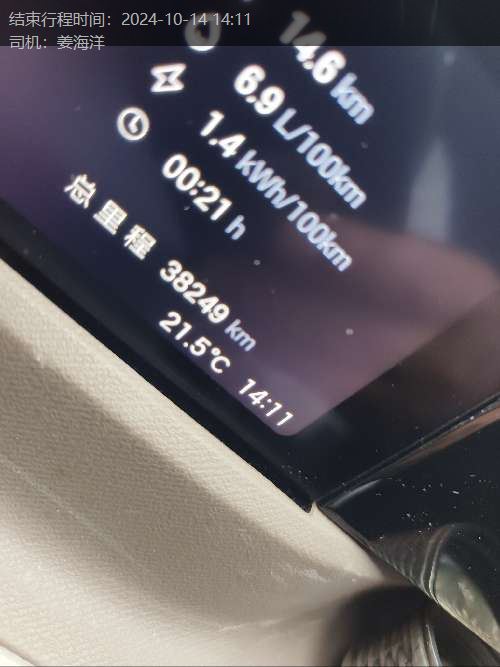 结束行程时间：2024-10-14 14:11
司机：姜海洋
14.6 km
6.9 L/100km
1.4 kWh/100km
00:21 h
总里程 38249 km
21.5°C 14:11